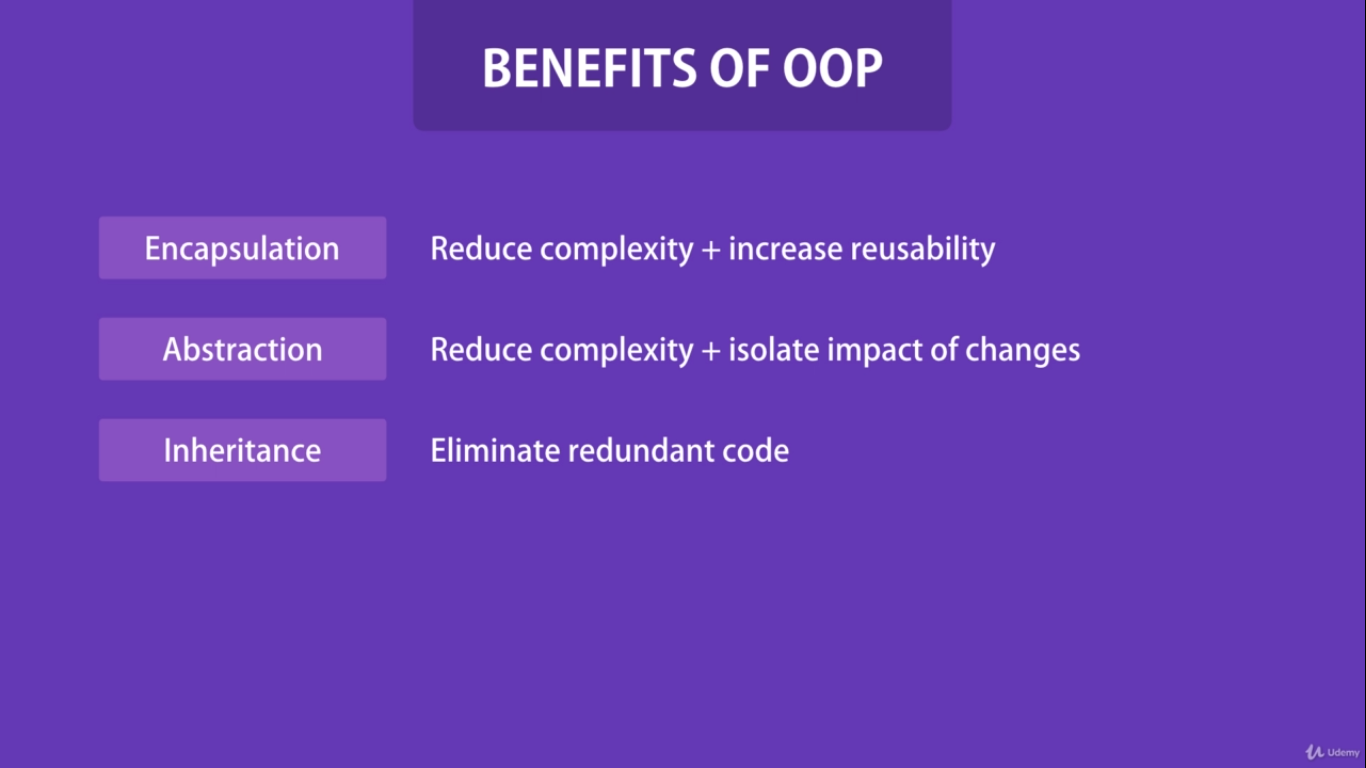 BENEFITS OF OOP
Encapsulation Reduce complexity + increase reusability
Abstraction Reduce complexity + isolate impact of changes
Inheritance Eliminate redundant code
Udemy